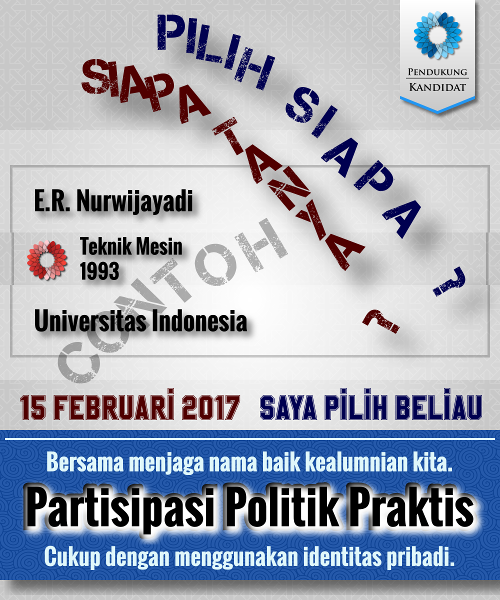 PILIH SIAPA ?
SIAPA TANYA ?
PENDUKUNG
KANDIDAT
E.R. Nurwijayadi
Teknik Mesin
1993
CONTOH
Universitas Indonesia
15 FEBRUARI 2017 SAYA PILIH BELIAU
Bersama menjaga nama baik kealumnian kita.
Partisipasi Politik Praktis
Cukup dengan menggunakan identitas pribadi.